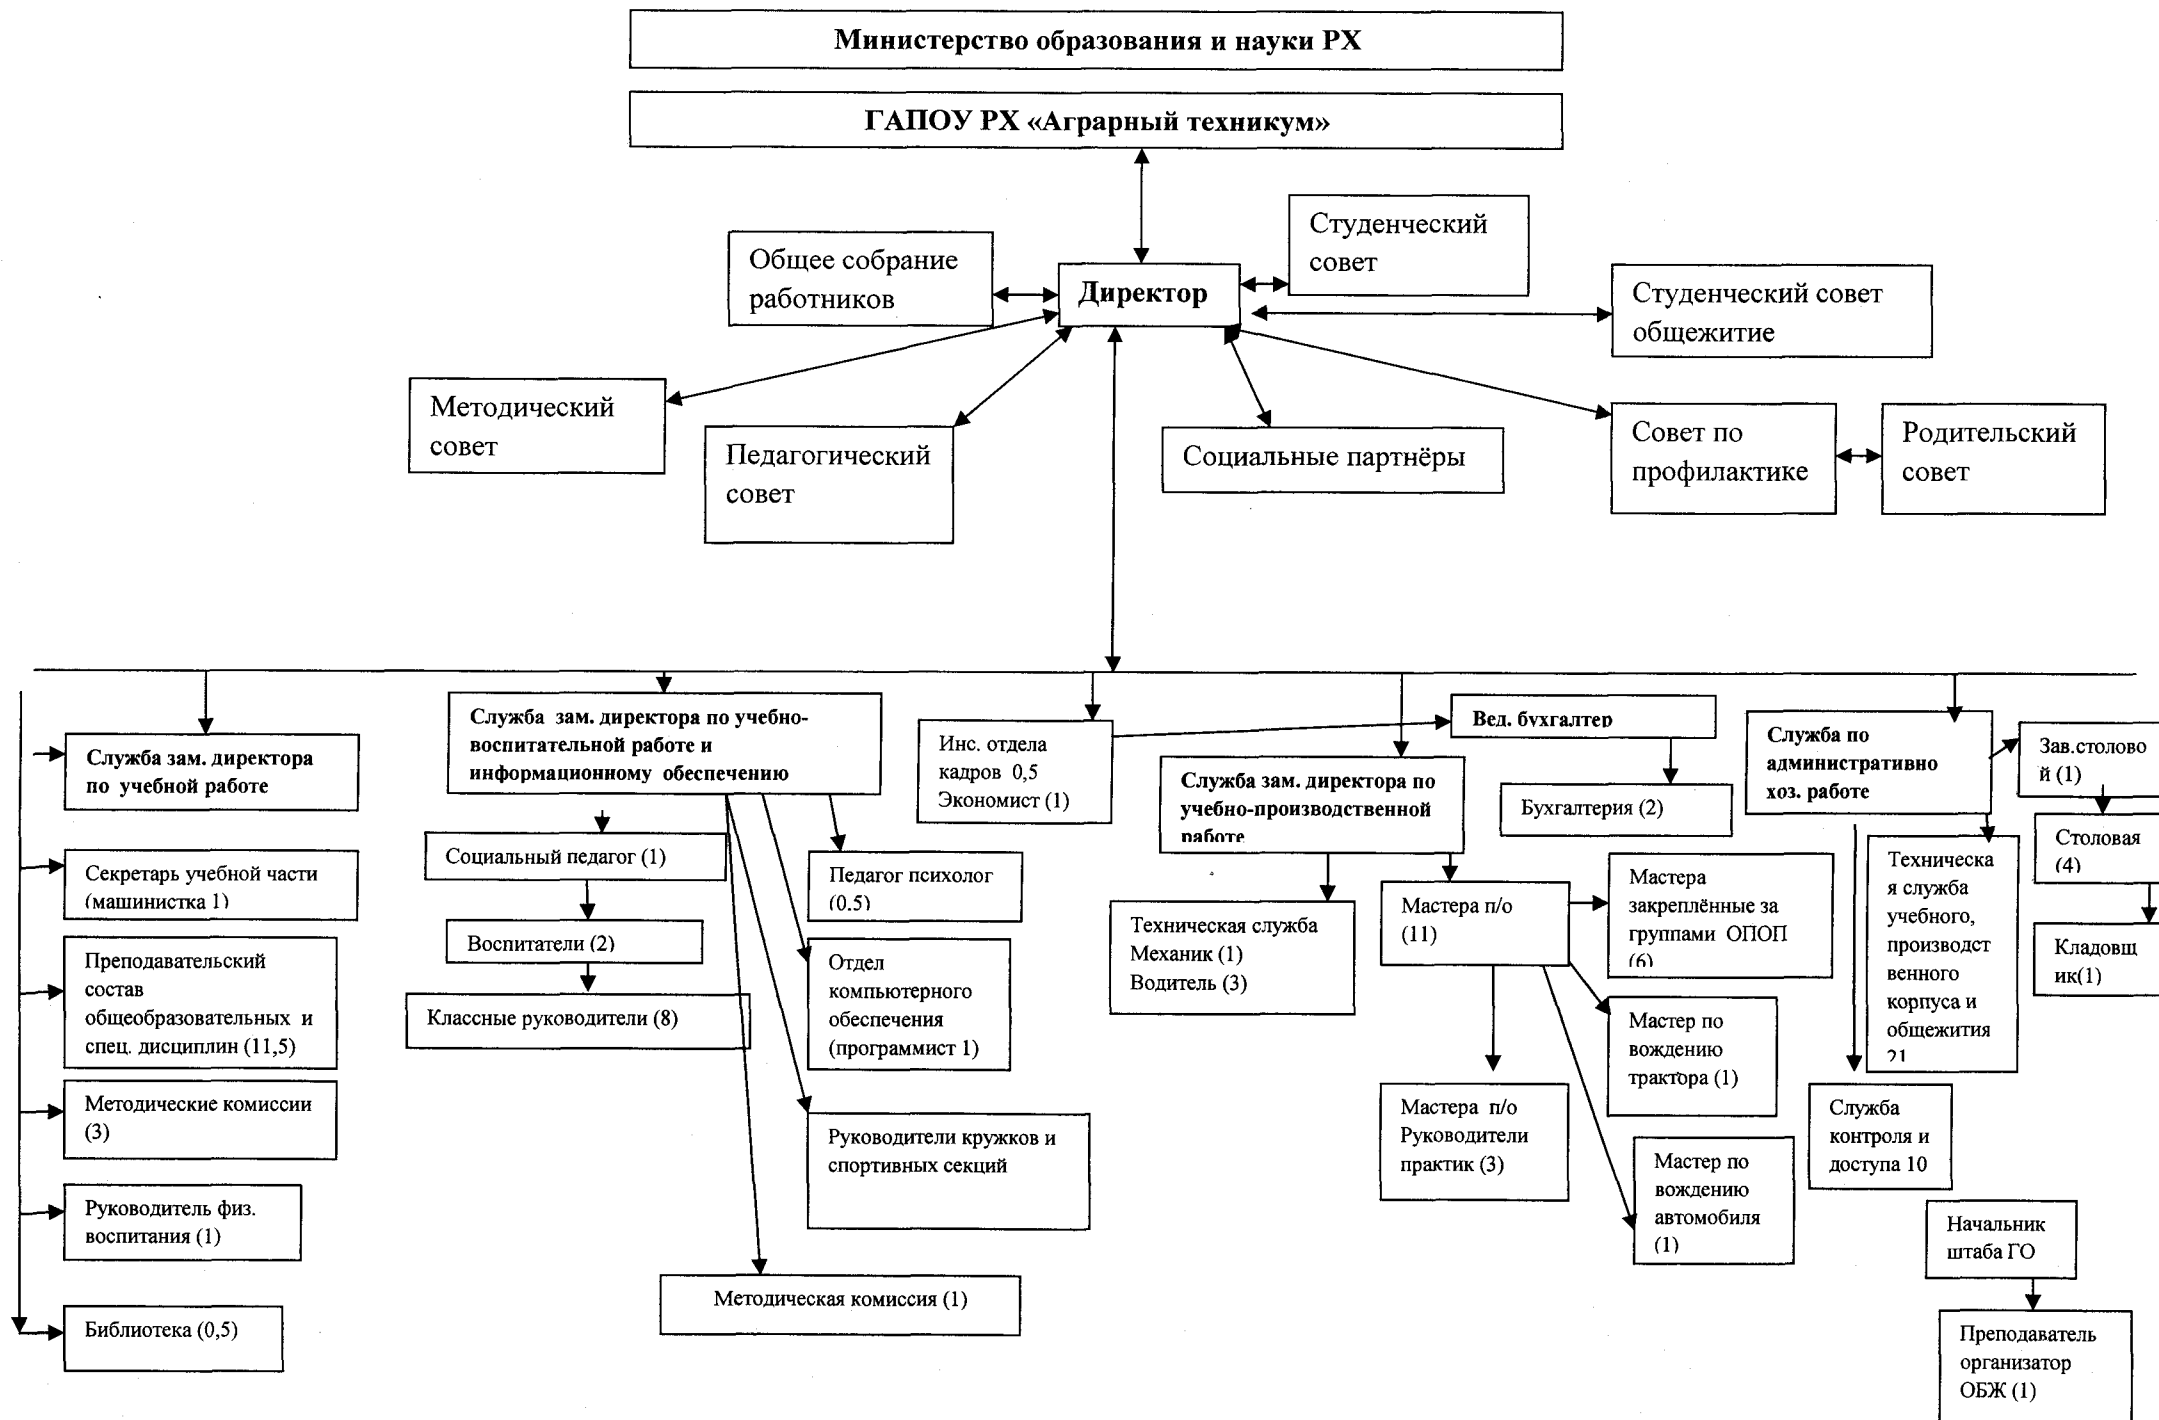 Министерство образования и науки РХ
ГАПОУ РХ «Аграрный техникум»
Студенческий
совет
Общее собрание
работников
Директор
Студенческий совет
общежитие
Методический
совет
Педагогический
совет
Социальные партнёры
Совет по
профилактике
Родительский
совет
Служба зам. директора
по учебной работе
Секретарь учебной части
(машинистка 1)
Преподавательский
состав
общеобразовательных и
спец. дисциплин (11,5)
Методические комиссии
(3)
Руководитель физ.
воспитания (1)
Библиотека (0,5)
Служба зам. директора по учебно-
воспитательной работе и
информационному обеспечению
Социальный педагог (1)
Воспитатели (2)
Классные руководители (8)
Педагог психолог
(0.5)
Отдел
компьютерного
обеспечения
(программист 1)
Руководители кружков и
спортивных секций
Методическая комиссия (1)
Инс. отдела
кадров 0,5
Экономист (1)
Служба зам. директора по
учебно-производственной
работе
Техническая служба
Механик (1)
Водитель (3)
Мастера п/о
(11)
Мастера п/о
Руководители
практик (3)
Вед. бухгалтер
Бухгалтерия (2)
Мастера
закреплённые за
группами ОПОП
(6)
Мастер по
вождению
трактора (1)
Мастер по
вождению
автомобиля
(1)
Служба по
административно
хоз. работе
Зав.столово
й (1)
Столовая
(4)
Кладовщ
ик(1)
Техническа
я служба
учебного,
производст
венного
корпуса и
общежития
21
Служба
контроля и
доступа 10
Начальник
штаба ГО
Преподаватель
организатор
ОБЖ (1)